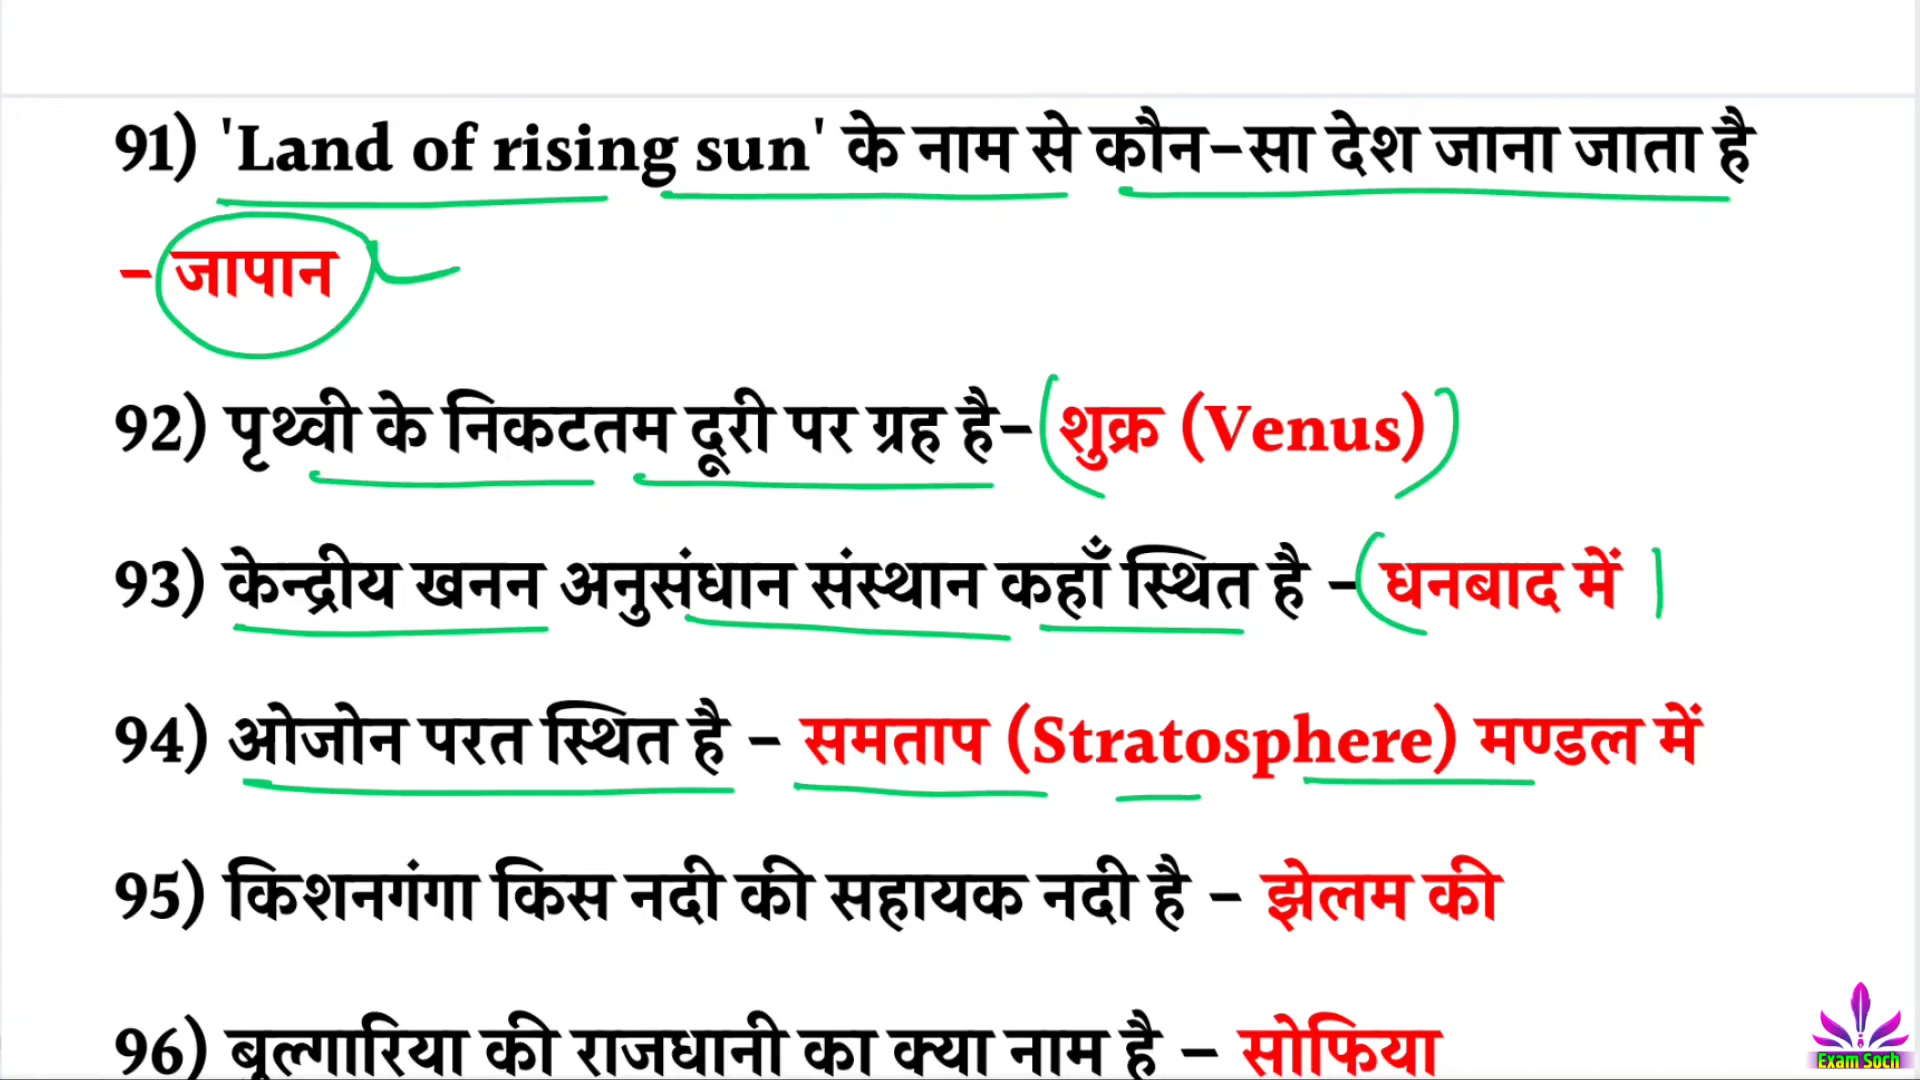 91) 'Land of rising sun' के नाम से कौन-सा देश जाना जाता है
- जापान
92) पृथ्वी के निकटतम दूरी पर ग्रह है- शुक्र (Venus)
93) केन्द्रीय खनन अनुसंधान संस्थान कहाँ स्थित है - धनबाद में
94) ओजोन परत स्थित है - समताप (Stratosphere) मण्डल में
95) किशनगंगा किस नदी की सहायक नदी है - झेलम की
96) बुल्गारिया की राजधानी का क्या नाम है - सोफिया
Exam Soch